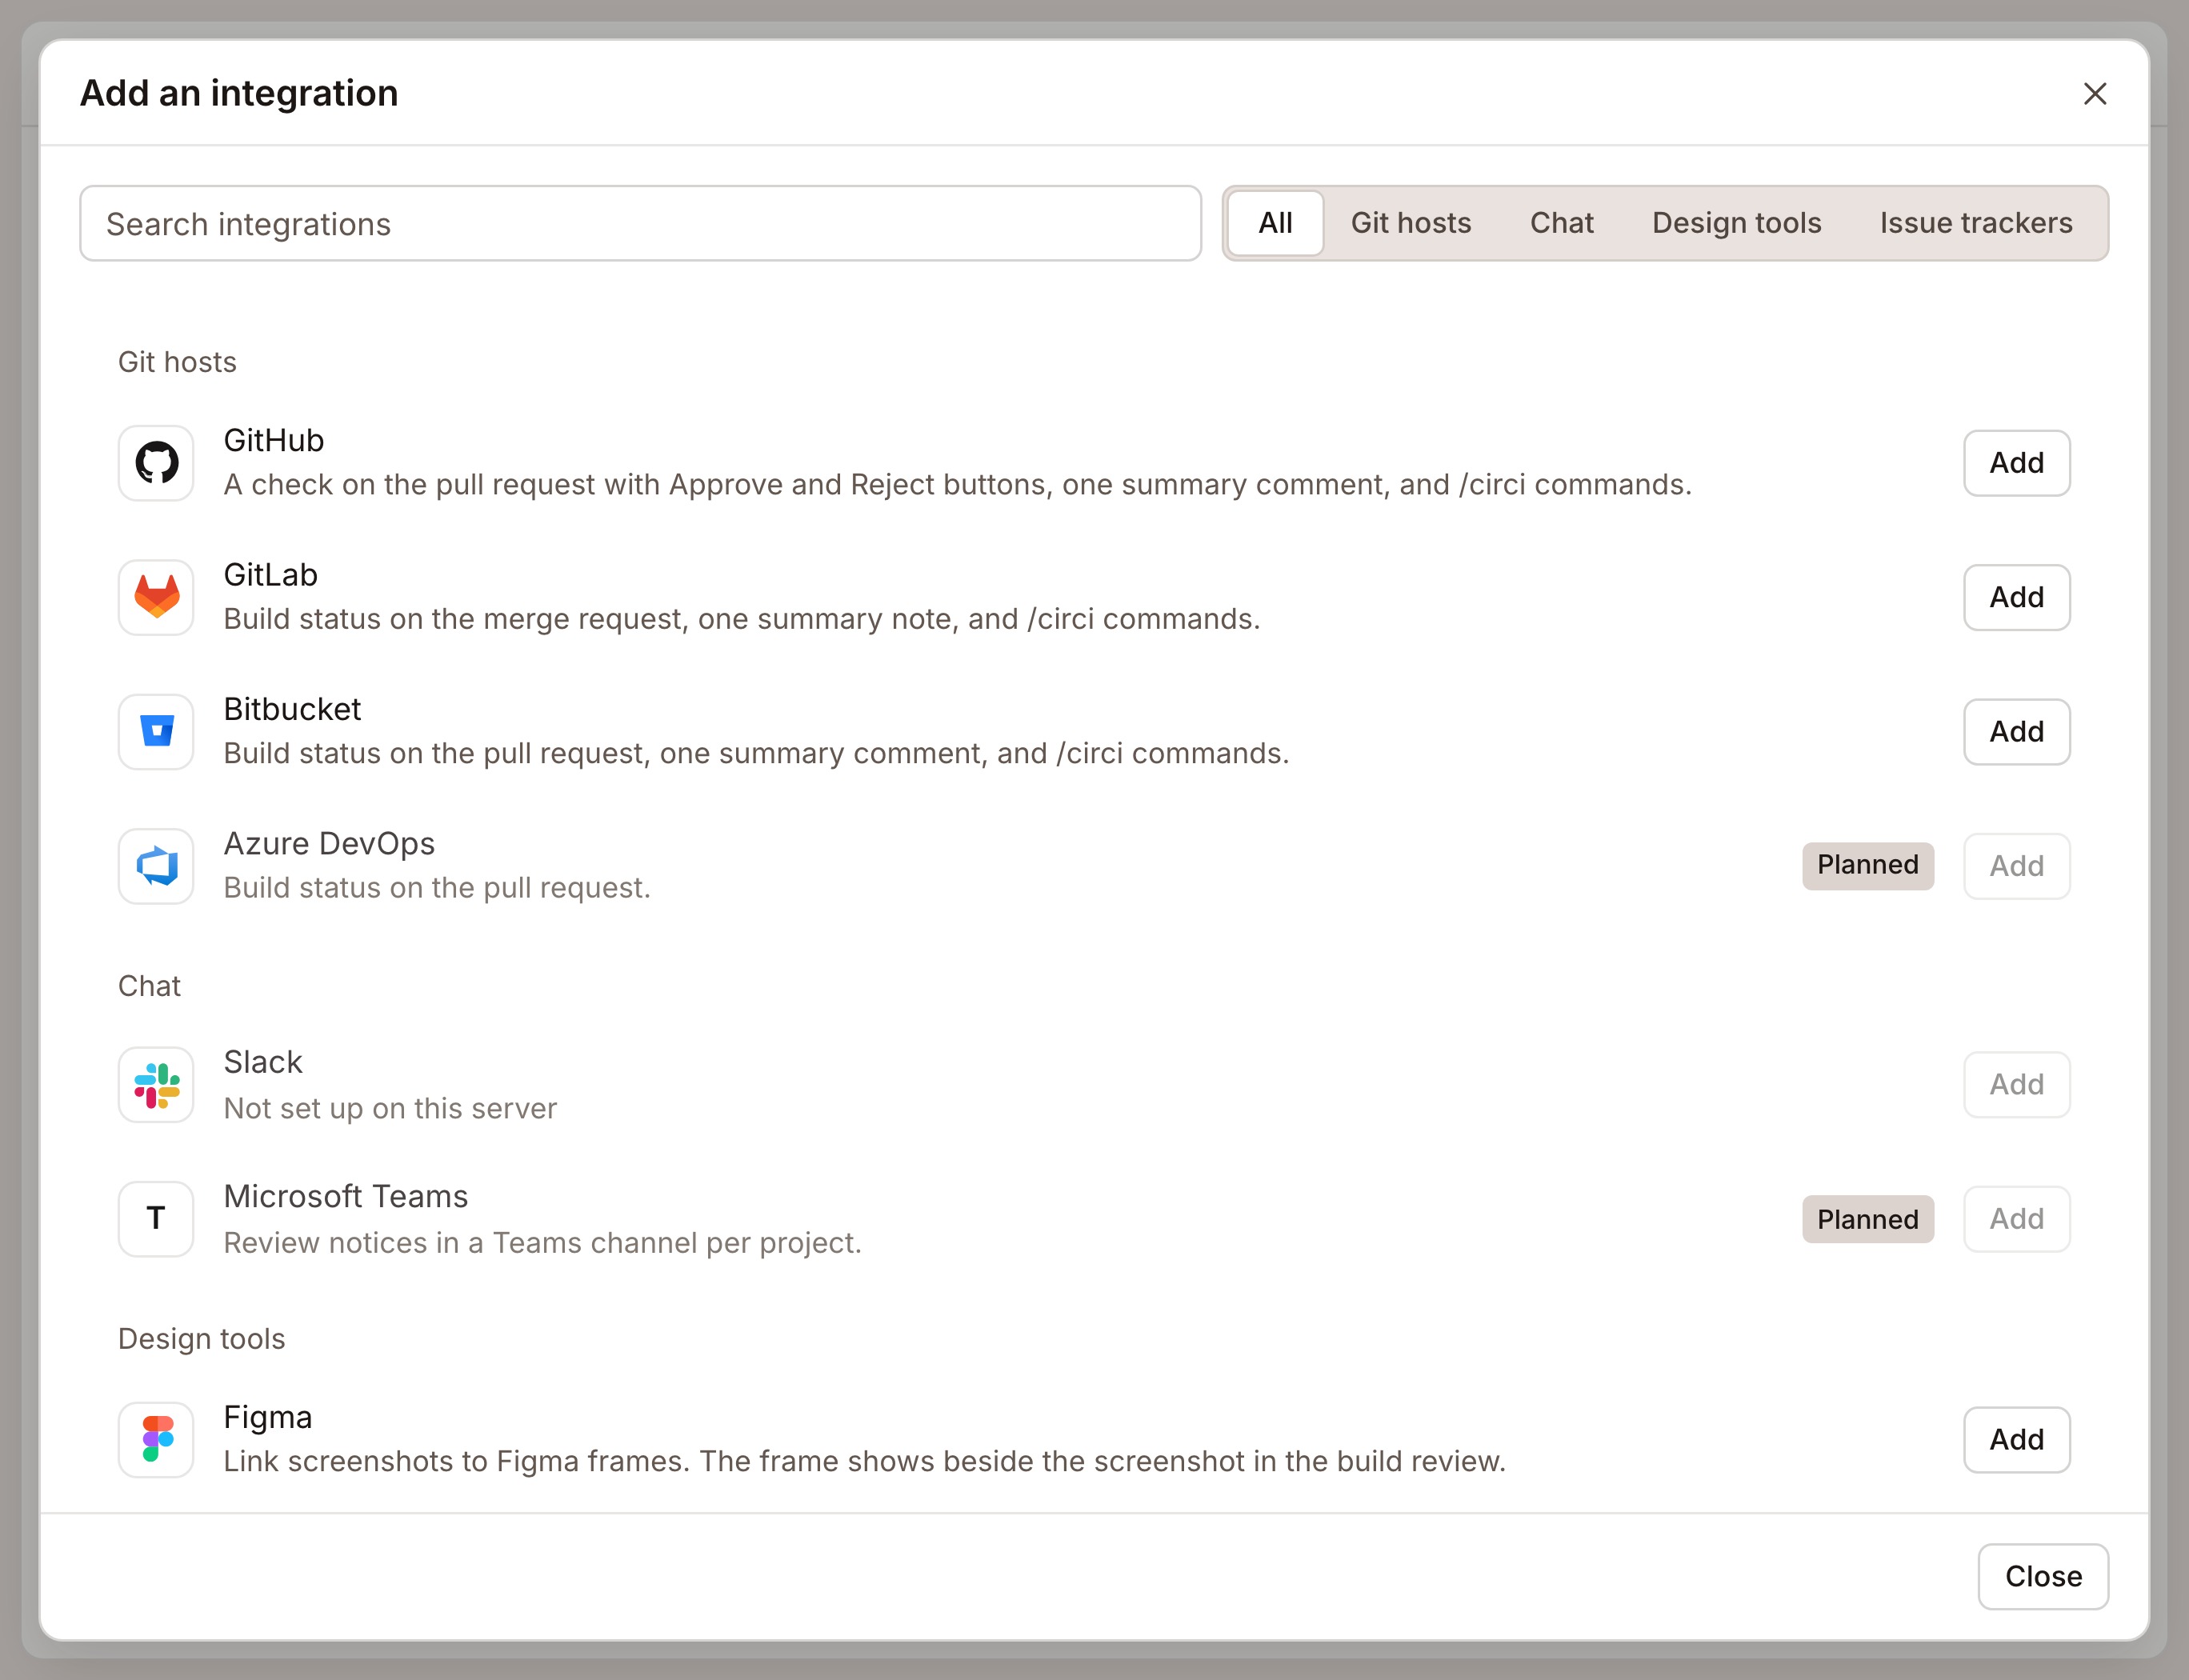 Add an integration
Search integrations
All Git hosts Chat Design tools Issue trackers
Git hosts
GitHub
A check on the pull request with Approve and Reject buttons, one summary comment, and /circi commands.
Add
GitLab
Build status on the merge request, one summary note, and /circi commands.
Add
Bitbucket
Build status on the pull request, one summary comment, and /circi commands.
Add
Azure DevOps
Build status on the pull request.
Planned
Add
Chat
Slack
Not set up on this server
Add
T
Microsoft Teams
Review notices in a Teams channel per project.
Planned
Add
Design tools
Figma
Link screenshots to Figma frames. The frame shows beside the screenshot in the build review.
Add
Close